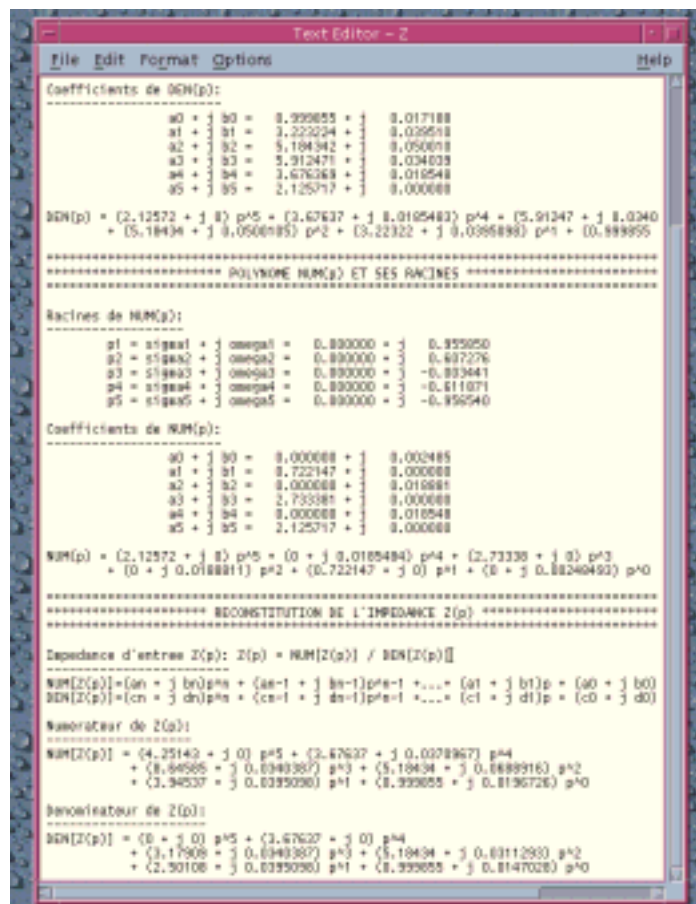 Text Editor - Z
File Edit Format Options Help
Coefficients de DEN(p):
-----------------------
a0 + j b0 = 0.999855 + j 0.017188
a1 + j b1 = 3.223224 + j 0.039510
a2 + j b2 = 5.184342 + j 0.050010
a3 + j b3 = 5.912471 + j 0.034039
a4 + j b4 = 3.676369 + j 0.018548
a5 + j b5 = 2.125717 + j 0.000000
DEN(p) = (2.12572 + j 0) p^5 + (3.67637 + j 0.0185483) p^4 + (5.91247 + j 0.0340
+ (5.18434 + j 0.0500105) p^2 + (3.22322 + j 0.0395098) p^1 + (0.999855
*********************** POLYNOME NUM(p) ET SES RACINES *************************
Racines de NUM(p):
------------------
p1 = sigma1 + j omega1 = 0.000000 + j 0.955850
p2 = sigma2 + j omega2 = 0.000000 + j 0.607276
p3 = sigma3 + j omega3 = 0.000000 + j -0.003441
p4 = sigma4 + j omega4 = 0.000000 + j -0.611871
p5 = sigma5 + j omega5 = 0.000000 + j -0.956540
Coefficients de NUM(p):
-----------------------
a0 + j b0 = 0.000000 + j 0.002485
a1 + j b1 = 0.722147 + j 0.000000
a2 + j b2 = 0.000000 + j 0.018881
a3 + j b3 = 2.733381 + j 0.000000
a4 + j b4 = 0.000000 + j 0.018548
a5 + j b5 = 2.125717 + j 0.000000
NUM(p) = (2.12572 + j 0) p^5 + (0 + j 0.0185484) p^4 + (2.73338 + j 0) p^3
+ (0 + j 0.0188811) p^2 + (0.722147 + j 0) p^1 + (0 + j 0.00248493) p^0
********************* RECONSTITUTION DE L'IMPEDANCE Z(p) ***********************
Impedance d'entree Z(p): Z(p) = NUM[Z(p)] / DEN[Z(p)]
NUM[Z(p)]=(an + j bn)p^n + (an-1 + j bn-1)p^n-1 +...+ (a1 + j b1)p + (a0 + j b0)
DEN[Z(p)]=(cn + j dn)p^n + (cn-1 + j dn-1)p^n-1 +...+ (c1 + j d1)p + (c0 + j d0)
Numerateur de Z(p):
-------------------
NUM[Z(p)] = (4.25143 + j 0) p^5 + (3.67637 + j 0.0370967) p^4
+ (8.64585 + j 0.0340387) p^3 + (5.18434 + j 0.0688916) p^2
+ (3.94537 + j 0.0395098) p^1 + (0.999855 + j 0.0196726) p^0
Denominateur de Z(p):
---------------------
DEN[Z(p)] = (0 + j 0) p^5 + (3.67637 + j 0) p^4
+ (3.17909 + j 0.0340387) p^3 + (5.18434 + j 0.0311293) p^2
+ (2.50108 + j 0.0395098) p^1 + (0.999855 + j 0.0147028) p^0